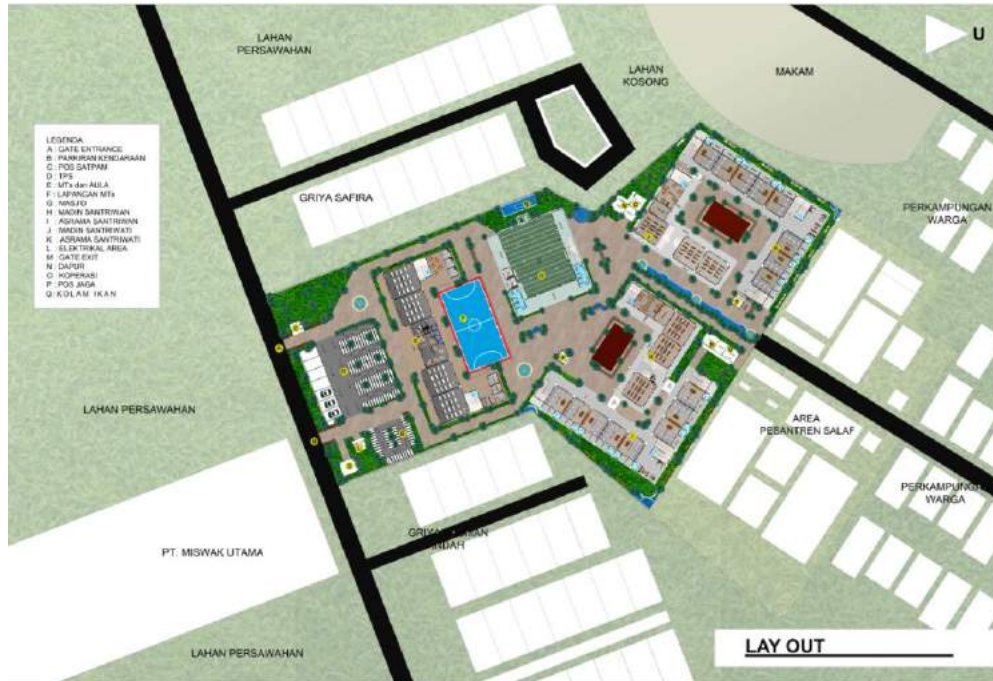 LAHAN
PERSAWAHAN
LAHAN
KOSONG
MAKAM
U
LEGENDA
A : GATE ENTRANCE
B : PARKIRAN KENDARAAN
C : POS SATPAM
D : TPS
E : MTs dan AULA
F : LAPANGAN MTs
G : MASJID
H : MADIN SANTRIWAN
I : ASRAMA SANTRIWAN
J : MADIN SANTRIWATI
K : ASRAMA SANTRIWATI
L : ELEKTRIKAL AREA
M : GATE EXIT
N : DAPUR
O : KOPERASI
P : POS JAGA
Q : KOLAM IKAN
GRIYA SAFIRA
PERKAMPUNGAN
WARGA
LAHAN PERSAWAHAN
AREA
PESANTREN SALAF
PERKAMPUNGAN
WARGA
PT. MISWAK UTAMA
LAHAN PERSAWAHAN
LAY OUT